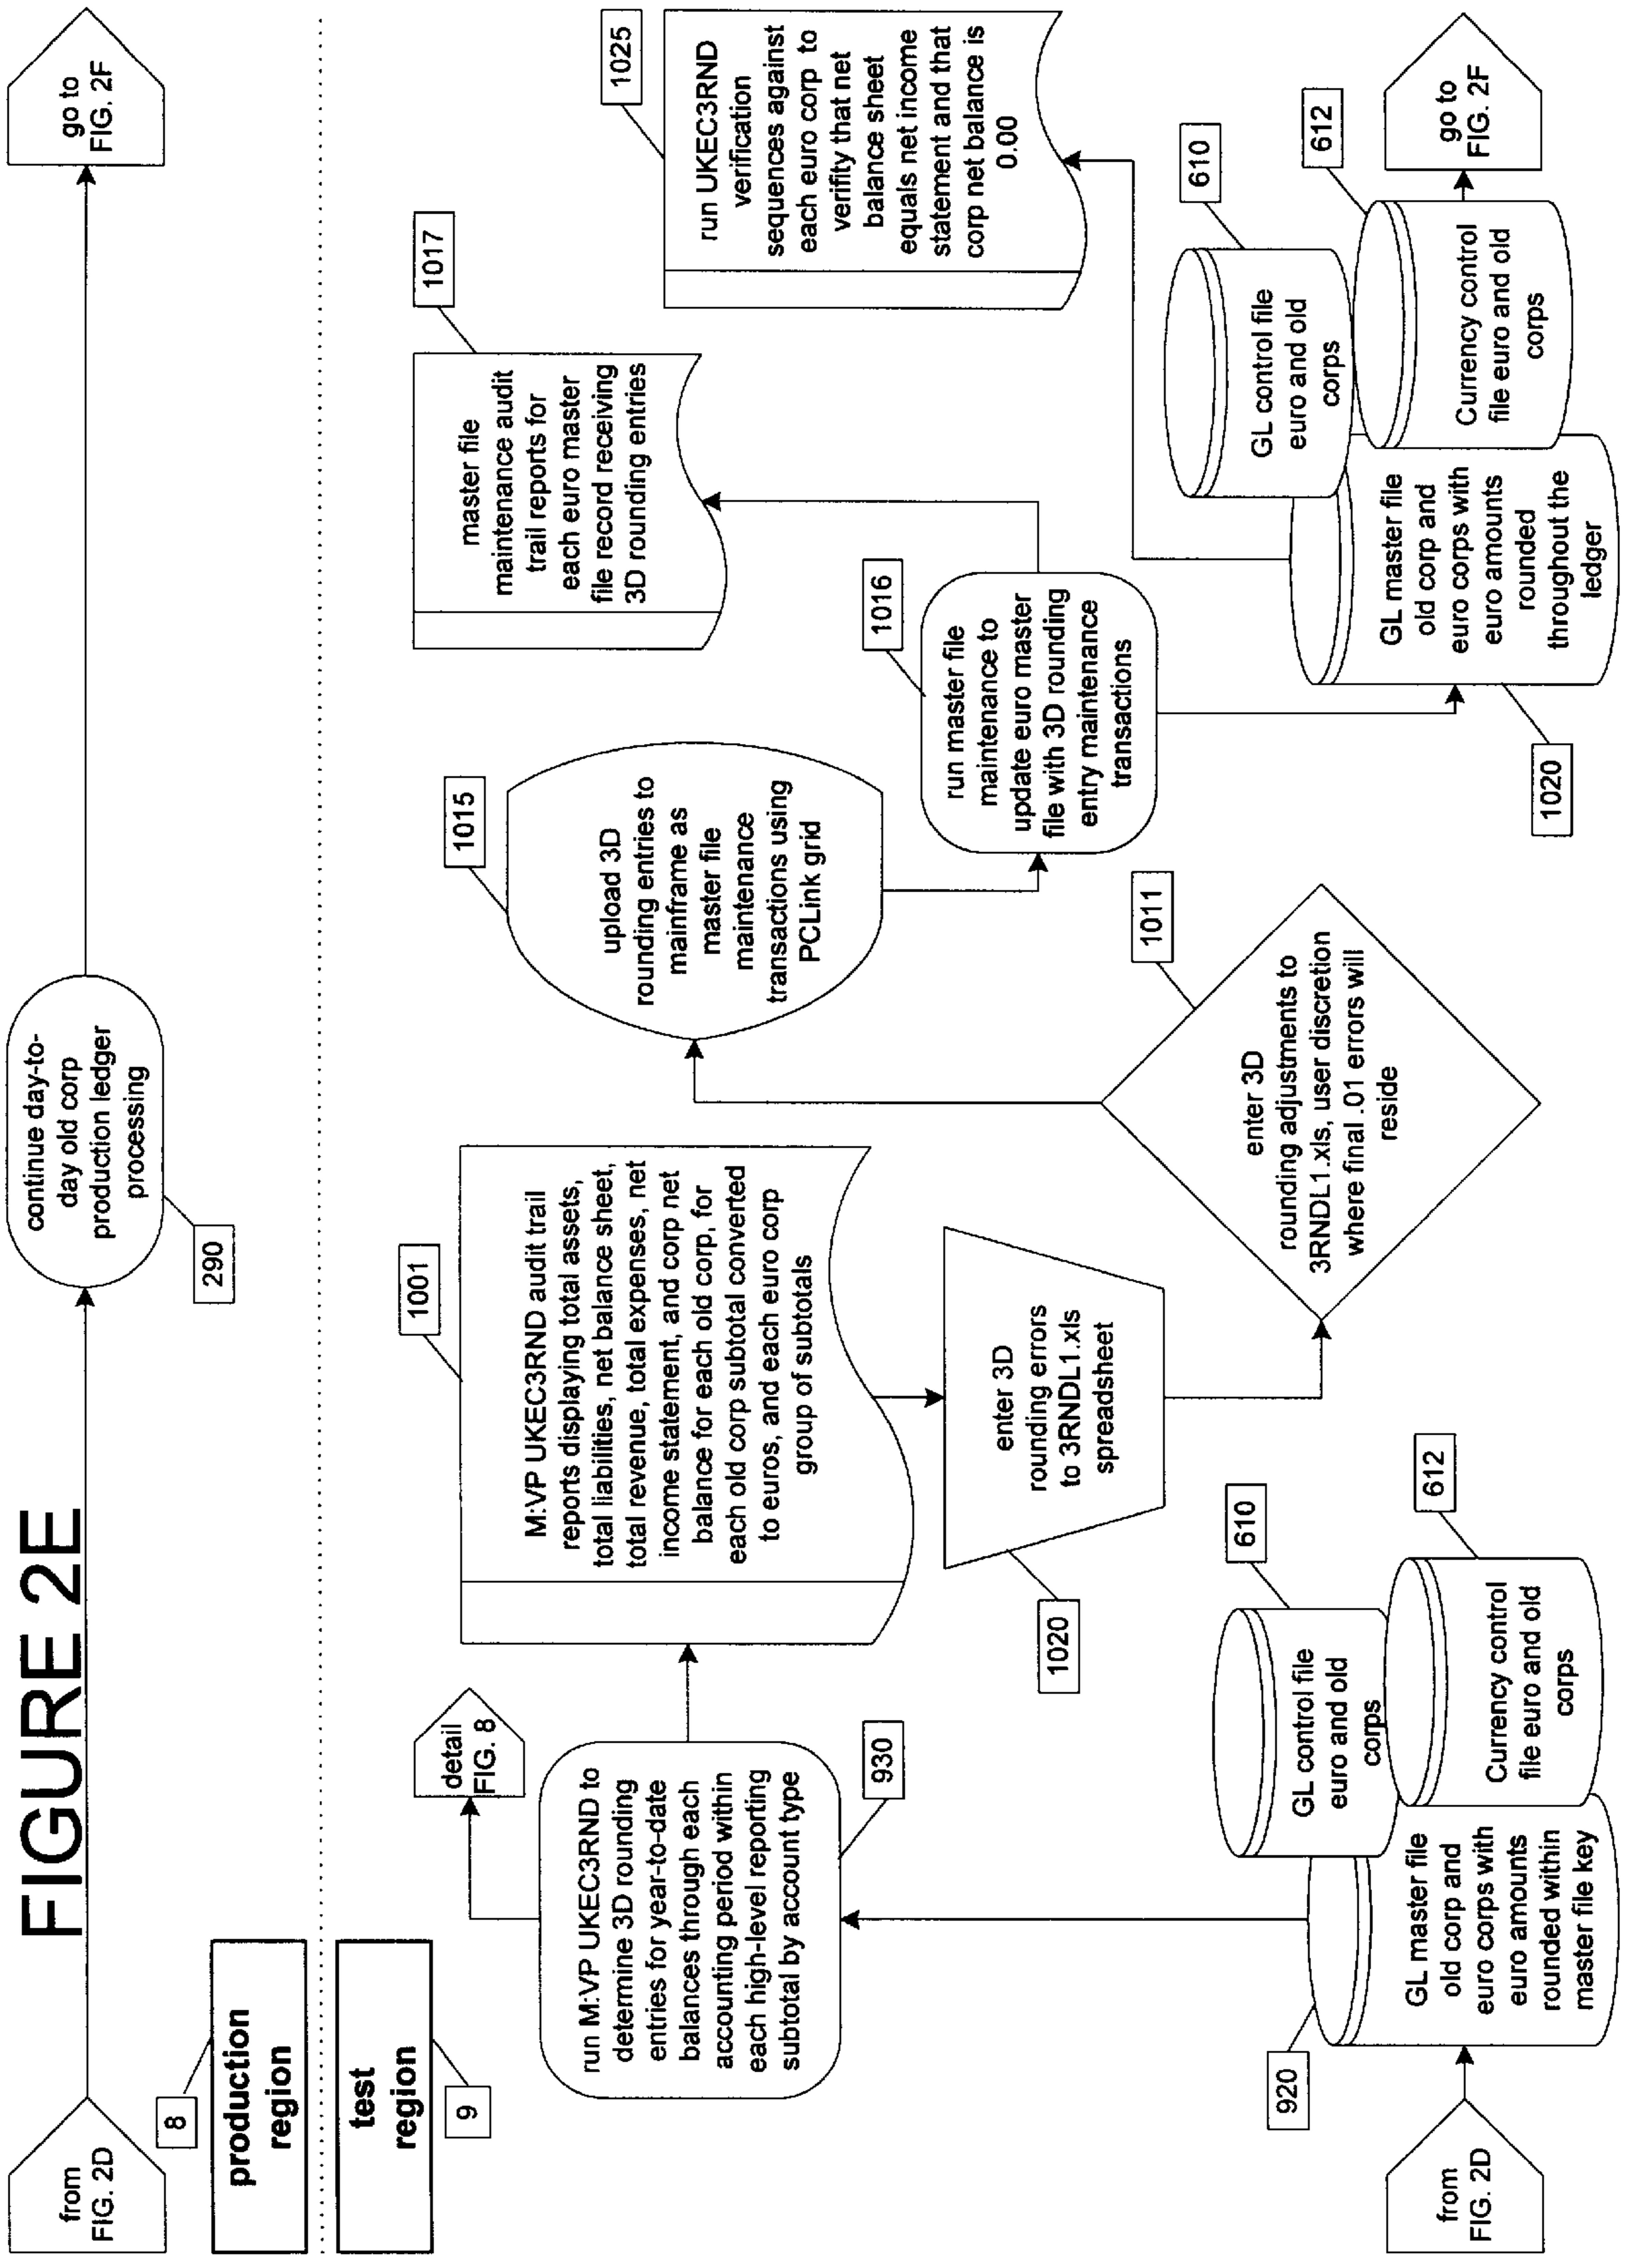 FIGURE 2E
from
FIG. 2D
continue day-to-
day old corp
production ledger
processing
290
go to
FIG. 2F
8
production
region
test
region
9
detail
FIG. 8
run M:VP UKEC3RND to
determine 3D rounding
entries for year-to-date
balances through each
accounting period within
each high-level reporting
subtotal by account type
930
1001
M:VP UKEC3RND audit trail
reports displaying total assets,
total liabilities, net balance sheet,
total revenue, total expenses, net
income statement, and corp net
balance for each old corp, for
each old corp subtotal converted
to euros, and each euro corp
group of subtotals
enter 3D
rounding errors
to 3RNDL1.xls
spreadsheet
1020
1011
enter 3D
rounding adjustments to
3RNDL1.xls, user discretion
where final .01 errors will
reside
1015
upload 3D
rounding entries to
mainframe as
master file
maintenance
transactions using
PCLink grid
1016
run master file
maintenance to
update euro master
file with 3D rounding
entry maintenance
transactions
1017
master file
maintenance audit
trail reports for
each euro master
file record receiving
3D rounding entries
1025
run UKEC3RND
verification
sequences against
each euro corp to
verifity that net
balance sheet
equals net income
statement and that
corp net balance is
0.00
from
FIG. 2D
920
GL master file
old corp and
euro corps with
euro amounts
rounded within
master file key
610
GL control file
euro and old
corps
612
Currency control
file euro and old
corps
1020
GL master file
old corp and
euro corps with
euro amounts
rounded
throughout the
ledger
610
GL control file
euro and old
corps
612
Currency control
file euro and old
corps
go to
FIG. 2F